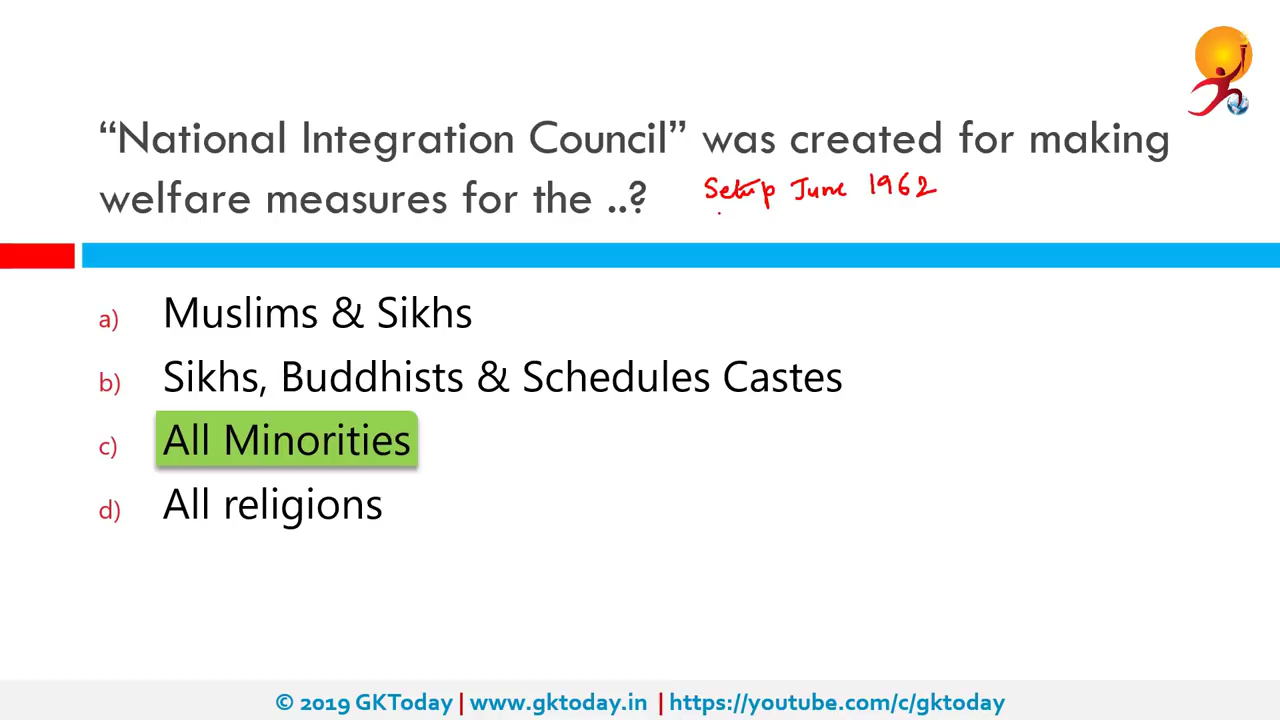 “National Integration Council” was created for making
welfare measures for the ..? Setup June 1962
a) Muslims & Sikhs
b) Sikhs, Buddhists & Schedules Castes
c) All Minorities
d) All religions
© 2019 GKToday | www.gktoday.in | https://youtube.com/c/gktoday